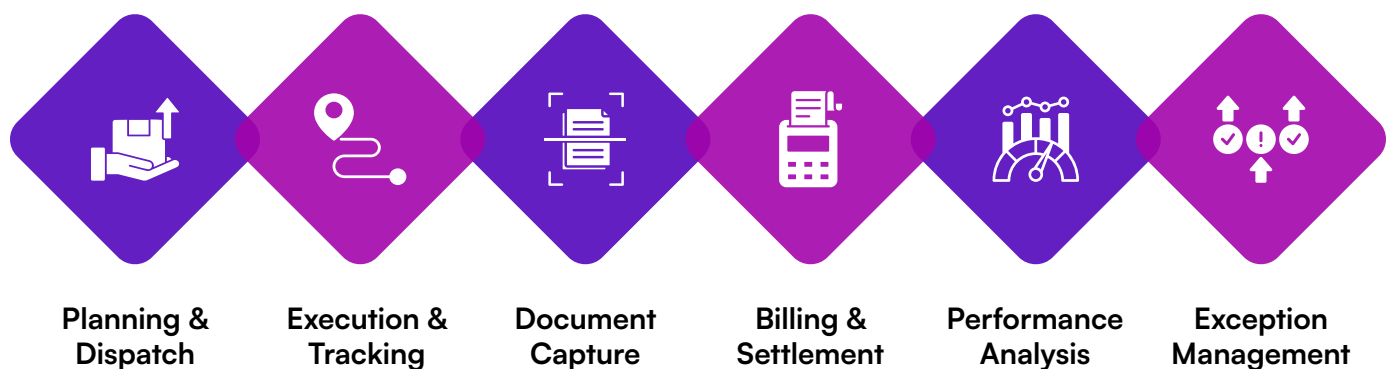 Planning &
Dispatch
Execution &
Tracking
Document
Capture
Billing &
Settlement
Performance
Analysis
Exception
Management